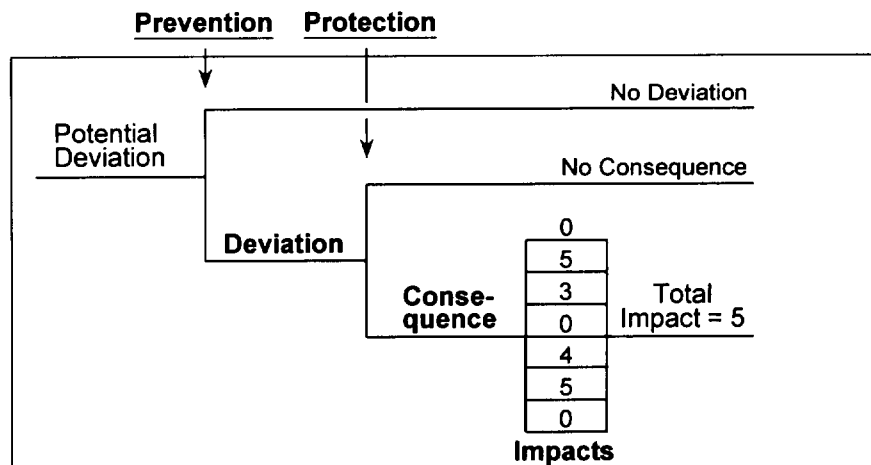 Prevention Protection
No Deviation
Potential
Deviation
No Consequence
Deviation
0
5
Conse-
quence
3
0
Total
Impact = 5
4
5
0
Impacts